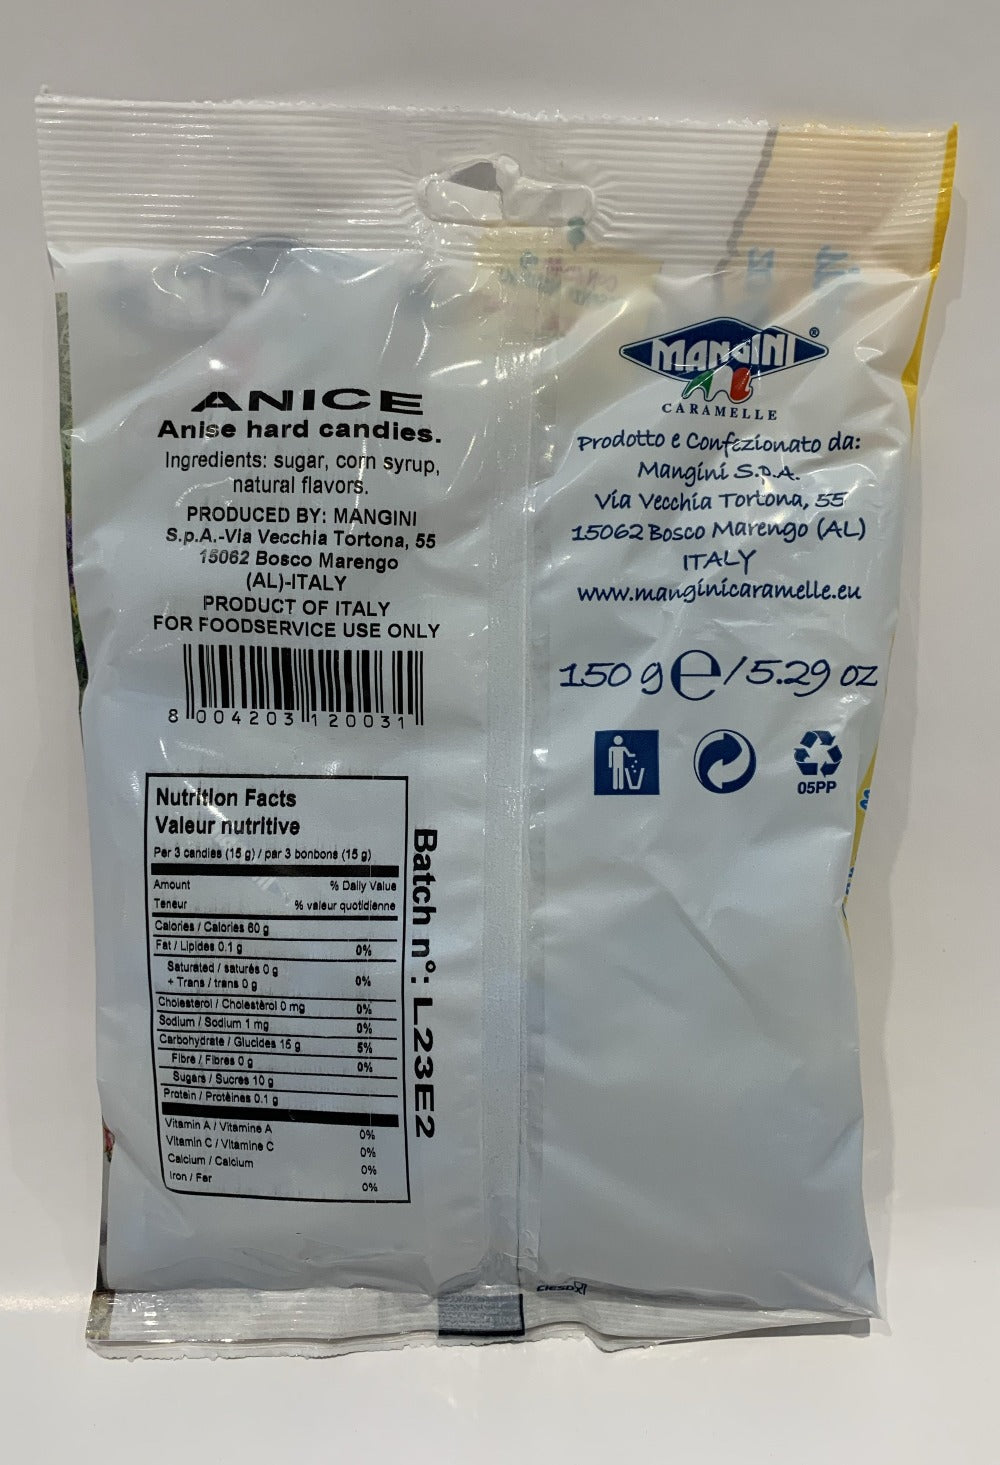 ANICE
Anise hard candies.
Ingredients: sugar, corn syrup,
natural flavors.
PRODUCED BY: MANGINI
S.p.A.-Via Vecchia Tortona, 55
15062 Bosco Marengo
(AL)-ITALY
PRODUCT OF ITALY
FOR FOODSERVICE USE ONLY
8 004203 120031
Nutrition Facts
Valeur nutritive
Per 3 candies (15 g) / par 3 bonbons (15 g)
Amount % Daily Value
Teneur % valeur quotidienne
Calories / Calories 60 g
Fat / Lipides 0.1 g 0%
Saturated / saturés 0 g
+ Trans / trans 0 g 0%
Cholesterol / Cholestèrol 0 mg 0%
Sodium / Sodium 1 mg 0%
Carbohydrate / Glucides 15 g 5%
Fibre / Fibres 0 g 0%
Sugars / Sucres 10 g
Protein / Protéines 0.1 g
Vitamin A / Vitamine A 0%
Vitamin C / Vitamine C 0%
Calcium / Calcium 0%
Iron / Fer 0%
Batch n°: L23E2
MANGINI ®
CARAMELLE
Prodotto e Confezionato da:
Mangini S.p.A.
Via Vecchia Tortona, 55
15062 Bosco Marengo (AL)
ITALY
www.manginicaramelle.eu
150 g e / 5.29 oz
05PP